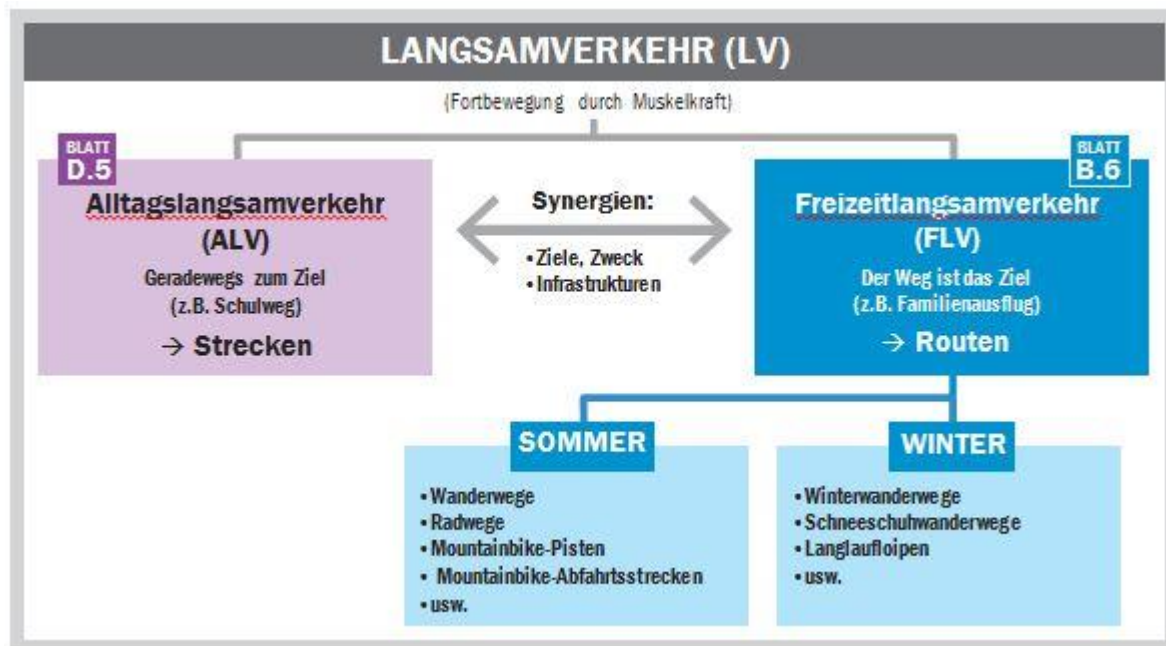 LANGSAMVERKEHR (LV)
(Fortbewegung durch Muskelkraft)
BLATT
D.5
Alltagslangsamverkehr
(ALV)
Geradewegs zum Ziel
(z.B. Schulweg)
→ Strecken
Synergien:
• Ziele, Zweck
• Infrastrukturen
BLATT
B.6
Freizeitlangsamverkehr
(FLV)
Der Weg ist das Ziel
(z.B. Familienausflug)
→ Routen
SOMMER
• Wanderwege
• Radwege
• Mountainbike-Pisten
• Mountainbike-Abfahrtsstrecken
• usw.
WINTER
• Winterwanderwege
• Schneeschuhwanderwege
• Langlaufloipen
• usw.